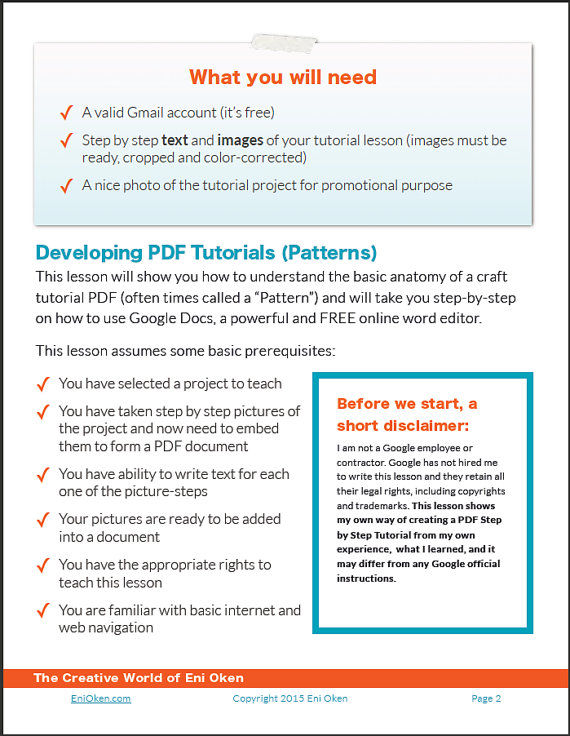 What you will need
A valid Gmail account (it's free)
Step by step text and images of your tutorial lesson (images must be
ready, cropped and color-corrected)
A nice photo of the tutorial project for promotional purpose
Developing PDF Tutorials (Patterns)
This lesson will show you how to understand the basic anatomy of a craft
tutorial PDF (often times called a “Pattern”) and will take you step-by-step
on how to use Google Docs, a powerful and FREE online word editor.
This lesson assumes some basic prerequisites:
You have selected a project to teach
You have taken step by step pictures of
the project and now need to embed
them to form a PDF document
You have ability to write text for each
one of the picture-steps
Your pictures are ready to be added
into a document
You have the appropriate rights to
teach this lesson
You are familiar with basic internet and
web navigation
Before we start, a
short disclaimer:
I am not a Google employee or
contractor. Google has not hired me
to write this lesson and they retain all
their legal rights, including copyrights
and trademarks. This lesson shows
my own way of creating a PDF Step
by Step Tutorial from my own
experience, what I learned, and it
may differ from any Google official
instructions.
The Creative World of Eni Oken
EniOken.com Copyright 2015 Eni Oken Page 2